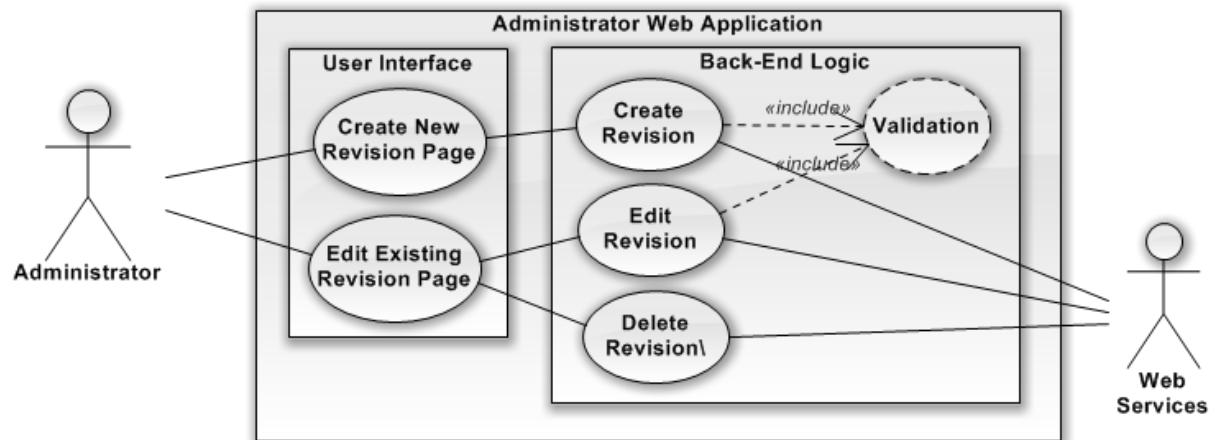 Administrator Web Application
User Interface
Back-End Logic
Create New
Revision Page
Create
Revision
«include»
Validation
«include»
Edit
Revision
Edit Existing
Revision Page
Administrator
Delete
Revision\
Web
Services